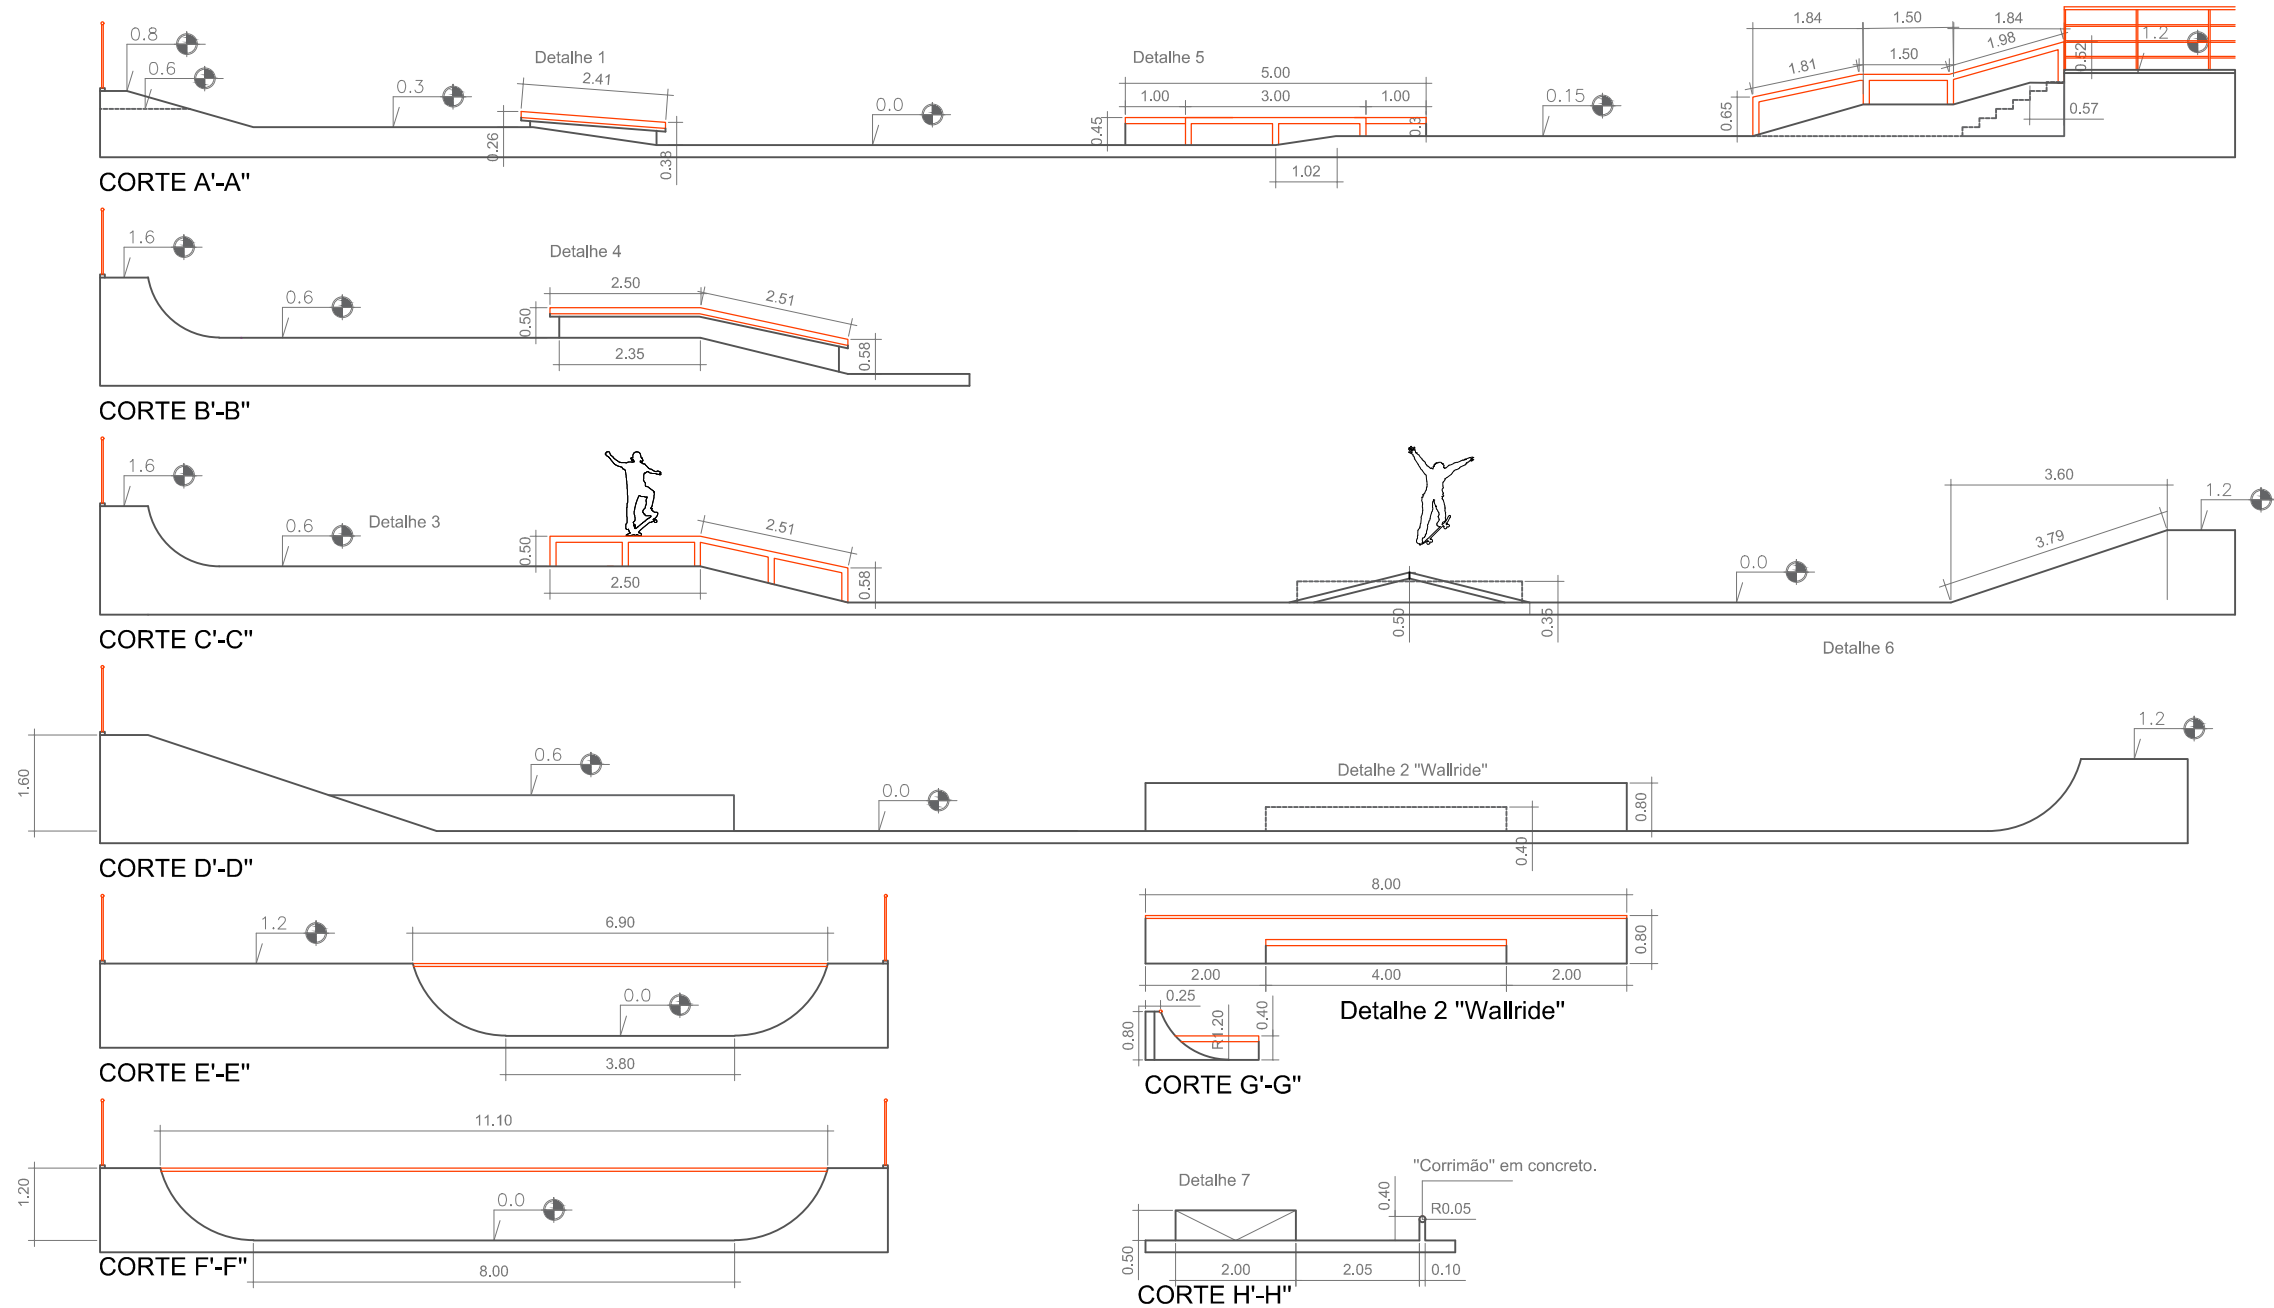 0.8
0.6
0.3
Detalhe 1
2.41
0.26
0.38
0.0
Detalhe 5
5.00
1.00 3.00 1.00
0.45
0.3
1.02
0.15
1.84 1.50 1.84
1.81 1.50 1.98
0.65
0.52
1.2
0.57
CORTE A'-A"
1.6
0.6
Detalhe 4
2.50
2.51
0.50
2.35
0.58
CORTE B'-B"
1.6
0.6
Detalhe 3
0.50
2.51
2.50
0.58
0.50
0.35
0.0
3.60
3.79
1.2
CORTE C'-C"
Detalhe 6
1.60
0.6
0.0
Detalhe 2 "Wallride"
0.80
0.40
1.2
CORTE D'-D"
1.2
6.90
0.0
3.80
CORTE E'-E"
8.00
0.80
2.00 4.00 2.00
Detalhe 2 "Wallride"
0.25
0.80
R1.20
0.40
CORTE G'-G"
11.10
1.20
0.0
8.00
CORTE F'-F"
Detalhe 7
"Corrimão" em concreto.
0.40
R0.05
0.50
2.00 2.05 0.10
CORTE H'-H"